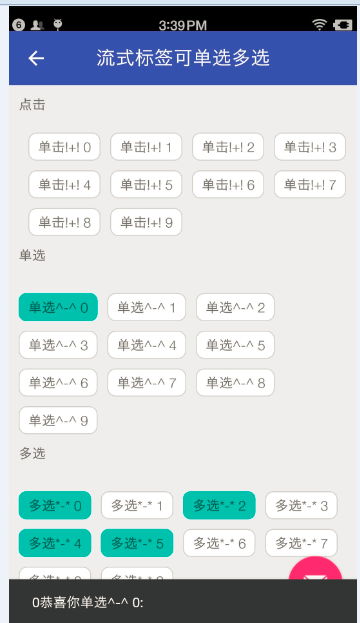 6 3:39PM
流式标签可单选多选
点击
单击!+! 0 单击!+! 1 单击!+! 2 单击!+! 3
单击!+! 4 单击!+! 5 单击!+! 6 单击!+! 7
单击!+! 8 单击!+! 9
单选
单选^-^ 0 单选^-^ 1 单选^-^ 2
单选^-^ 3 单选^-^ 4 单选^-^ 5
单选^-^ 6 单选^-^ 7 单选^-^ 8
单选^-^ 9
多选
多选*-* 0 多选*-* 1 多选*-* 2 多选*-* 3
多选*-* 4 多选*-* 5 多选*-* 6 多选*-* 7
0恭喜你单选^-^ 0: